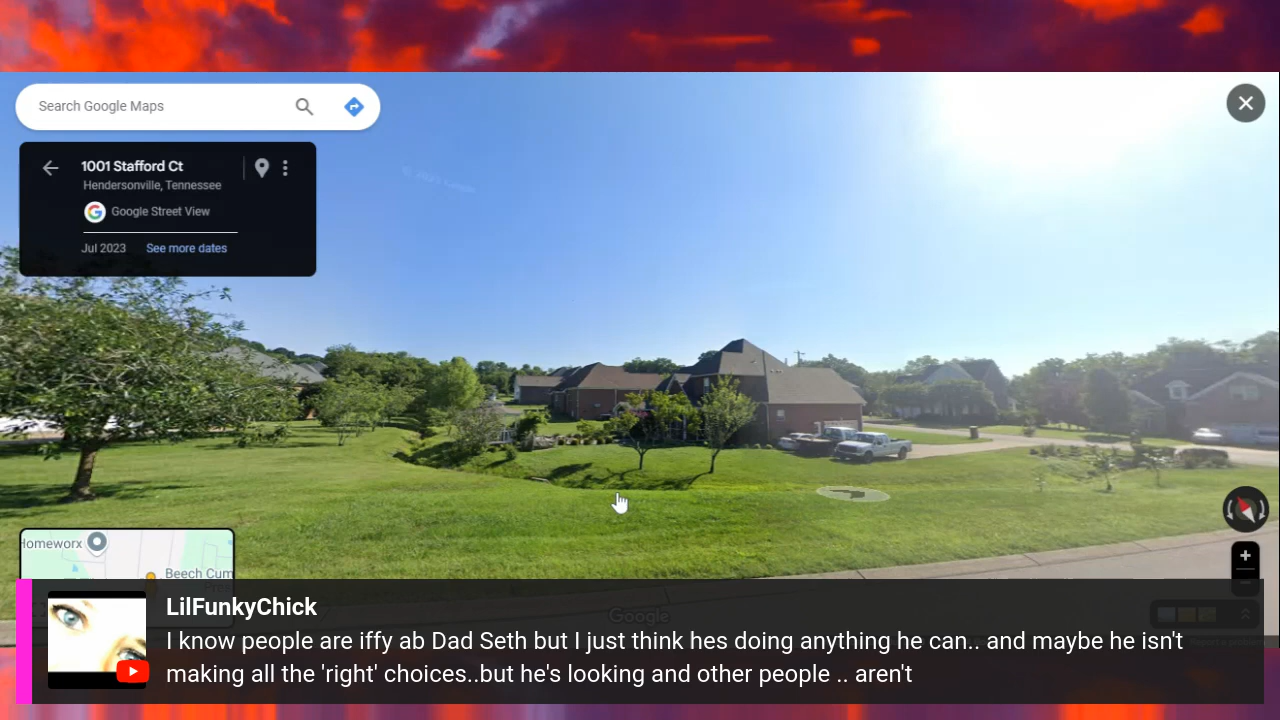 Search Google Maps
1001 Stafford Ct
Hendersonville, Tennessee
Google Street View
Jul 2023 See more dates
Homeworx
Beech Cum
LilFunkyChick
I know people are iffy ab Dad Seth but I just think hes doing anything he can.. and maybe he isn't
making all the 'right' choices..but he's looking and other people .. aren't
Google